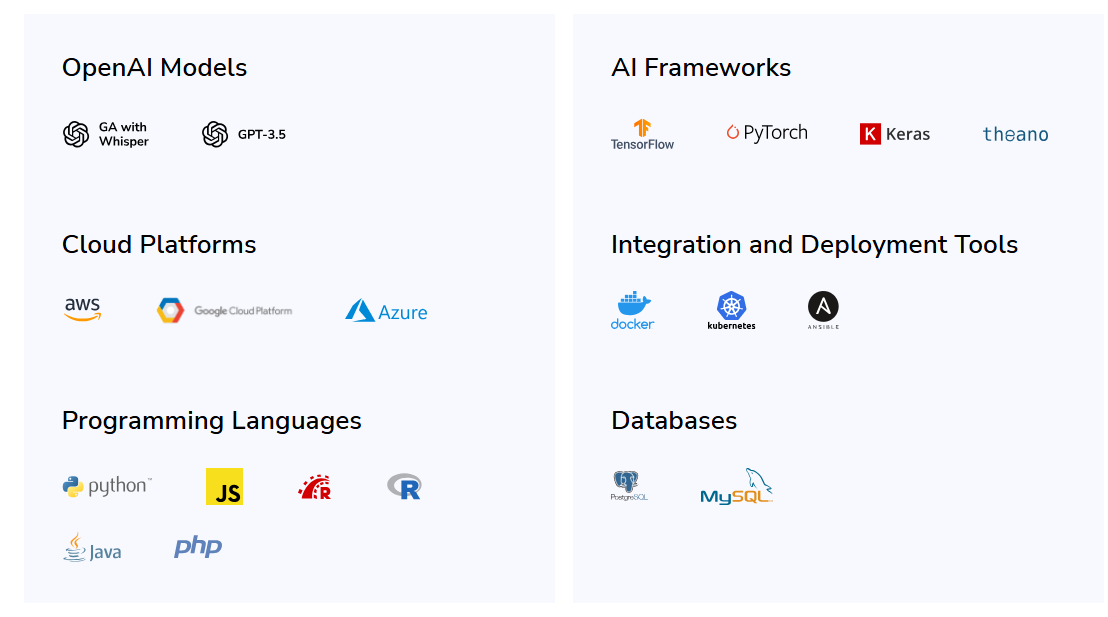 OpenAI Models
GA with
Whisper
GPT-3.5
AI Frameworks
TensorFlow
PyTorch
K Keras
theano
Cloud Platforms
aws
Google Cloud Platform
Azure
Integration and Deployment Tools
docker
kubernetes
A
ANSIBLE
Programming Languages
python™
JS
R
R
Java
php
Databases
PostgreSQL
MySQL™